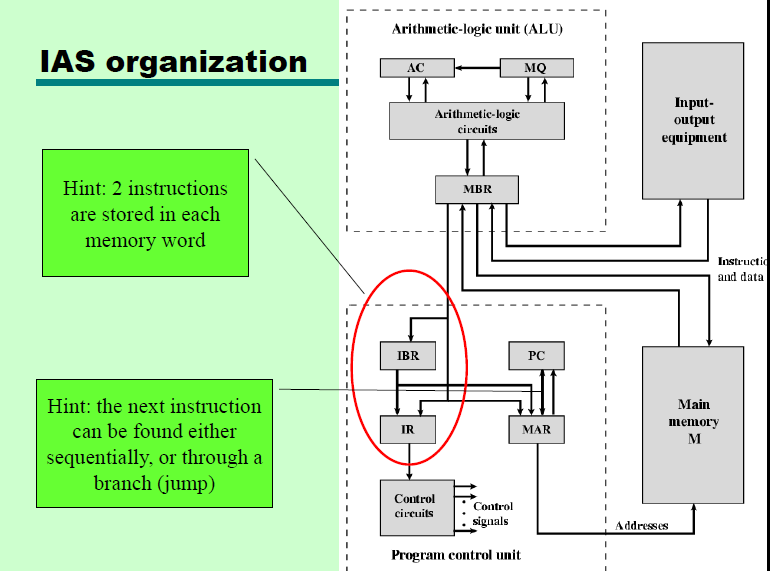 IAS organization
Hint: 2 instructions
are stored in each
memory word
Hint: the next instruction
can be found either
sequentially, or through a
branch (jump)
Arithmetic-logic unit (ALU)
AC
MQ
Arithmetic-logic
circuits
MBR
Input-
output
equipment
Instructio
and data
IBR
PC
IR
MAR
Main
memory
M
Control
circuits
Control
signals
Addresses
Program control unit